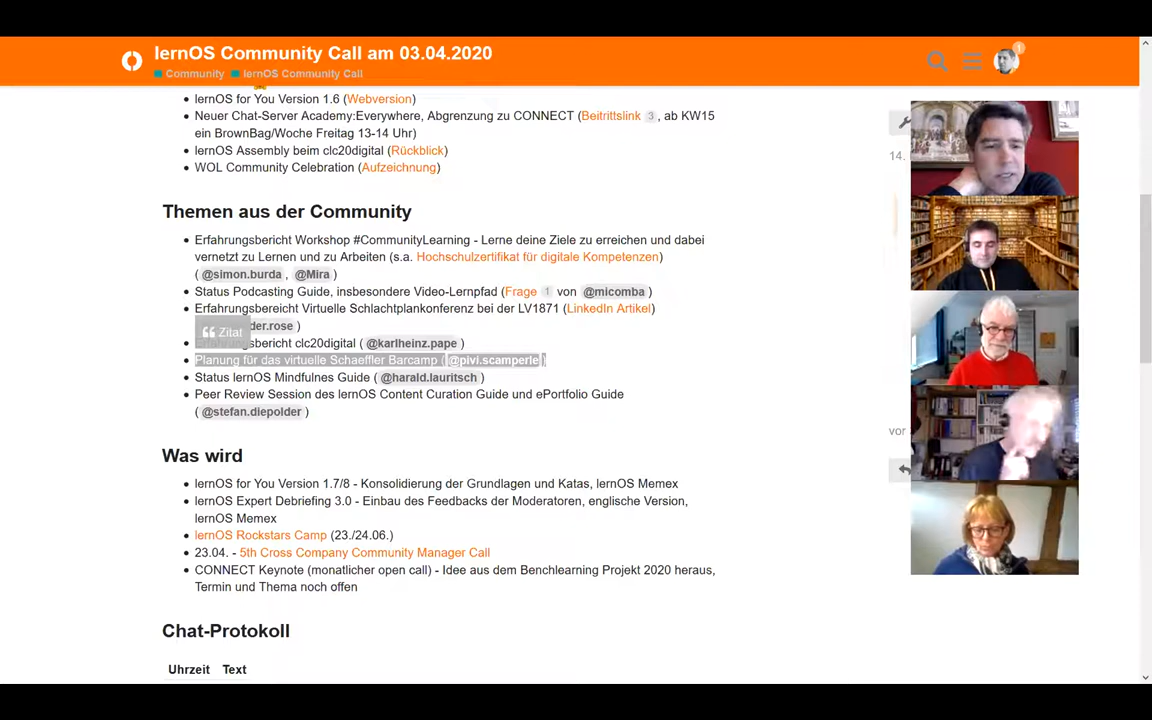 lernOS Community Call am 03.04.2020
Community lernOS Community Call
1
lernOS for You Version 1.6 (Webversion)
Neuer Chat-Server Academy:Everywhere, Abgrenzung zu CONNECT (Beitrittslink 3 , ab KW15
ein BrownBag/Woche Freitag 13-14 Uhr)
lernOS Assembly beim clc20digital (Rückblick)
WOL Community Celebration (Aufzeichnung)
14.
Themen aus der Community
Erfahrungsbericht Workshop #CommunityLearning - Lerne deine Ziele zu erreichen und dabei
vernetzt zu Lernen und zu Arbeiten (s.a. Hochschulzertifikat für digitale Kompetenzen)
( @simon.burda , @Mira )
Status Podcasting Guide, insbesondere Video-Lernpfad (Frage 1 von @micomba )
Erfahrungsbereicht Virtuelle Schlachtplankonferenz bei der LV1871 (LinkedIn Artikel)
Zitat der.rose )
gsbericht clc20digital ( @karlheinz.pape )
Planung für das virtuelle Schaeffler Barcamp ( @pivi.scamperle )
Status lernOS Mindfulnes Guide ( @harald.lauritsch )
Peer Review Session des lernOS Content Curation Guide und ePortfolio Guide
( @stefan.diepolder )
vor
Was wird
lernOS for You Version 1.7/8 - Konsolidierung der Grundlagen und Katas, lernOS Memex
lernOS Expert Debriefing 3.0 - Einbau des Feedbacks der Moderatoren, englische Version,
lernOS Memex
lernOS Rockstars Camp (23./24.06.)
23.04. - 5th Cross Company Community Manager Call
CONNECT Keynote (monatlicher open call) - Idee aus dem Benchlearning Projekt 2020 heraus,
Termin und Thema noch offen
Chat-Protokoll
Uhrzeit Text